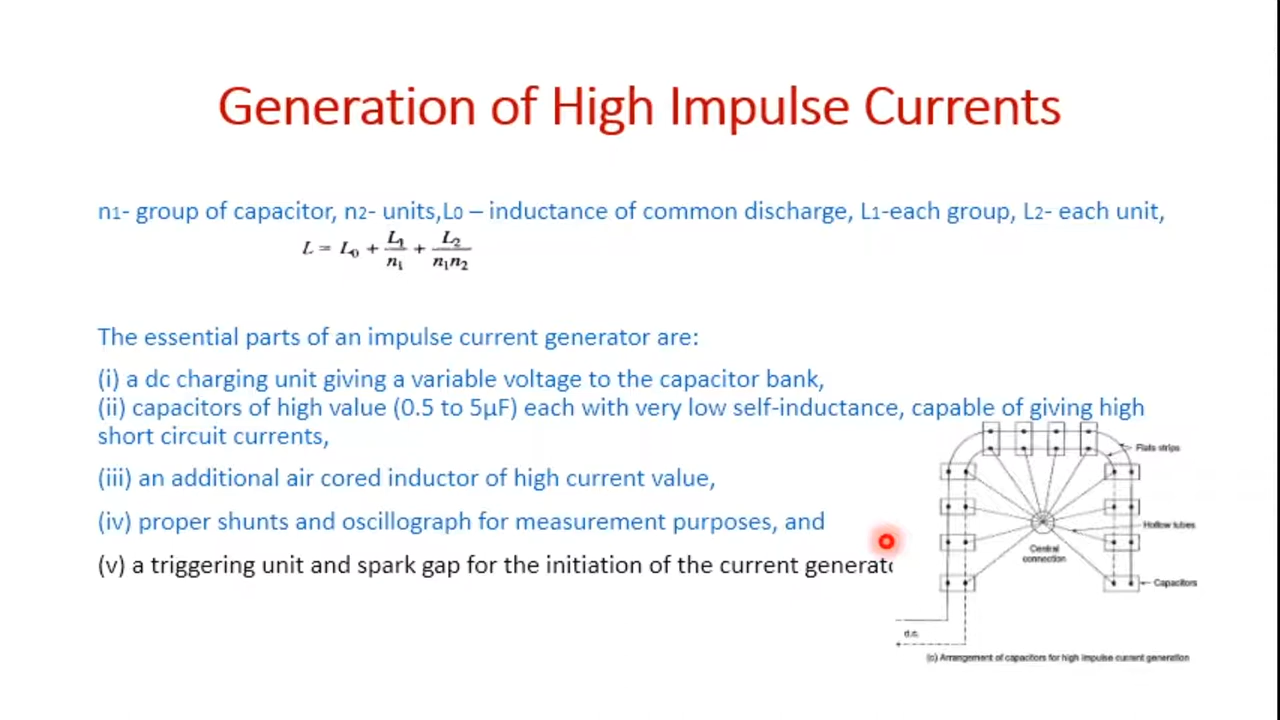 Generation of High Impulse Currents
n1- group of capacitor, n2- units,L0 – inductance of common discharge, L1-each group, L2- each unit,
L = L0 + L1/n1 + L2/n1n2
The essential parts of an impulse current generator are:
(i) a dc charging unit giving a variable voltage to the capacitor bank,
(ii) capacitors of high value (0.5 to 5μF) each with very low self-inductance, capable of giving high
short circuit currents,
Flats strips
(iii) an additional air cored inductor of high current value,
(iv) proper shunts and oscillograph for measurement purposes, and
Hollow tubes
Central
connection
(v) a triggering unit and spark gap for the initiation of the current generato
Capacitors
d.c.
(c) Arrangement of capacitors for high impulse current generation